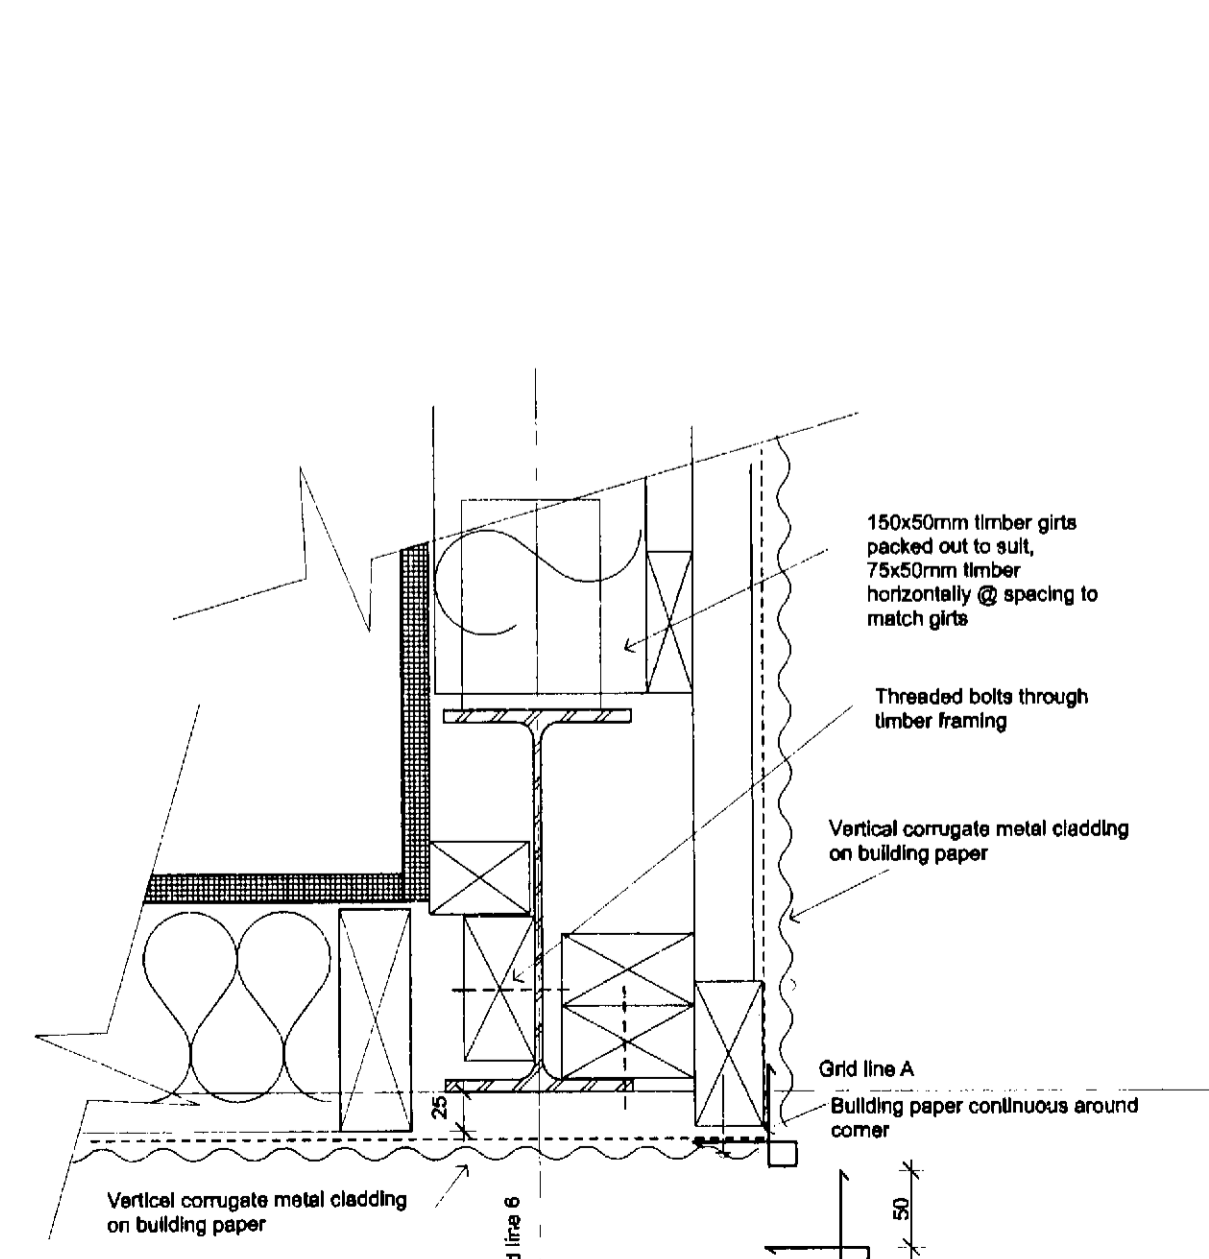 150x50mm timber girts
packed out to suit,
75x50mm timber
horizontally @ spacing to
match girts
Threaded bolts through
timber framing
Vertical corrugate metal cladding
on building paper
Grid line A
Building paper continuous around
corner
25
Vertical corrugate metal cladding
on building paper
line 6
50